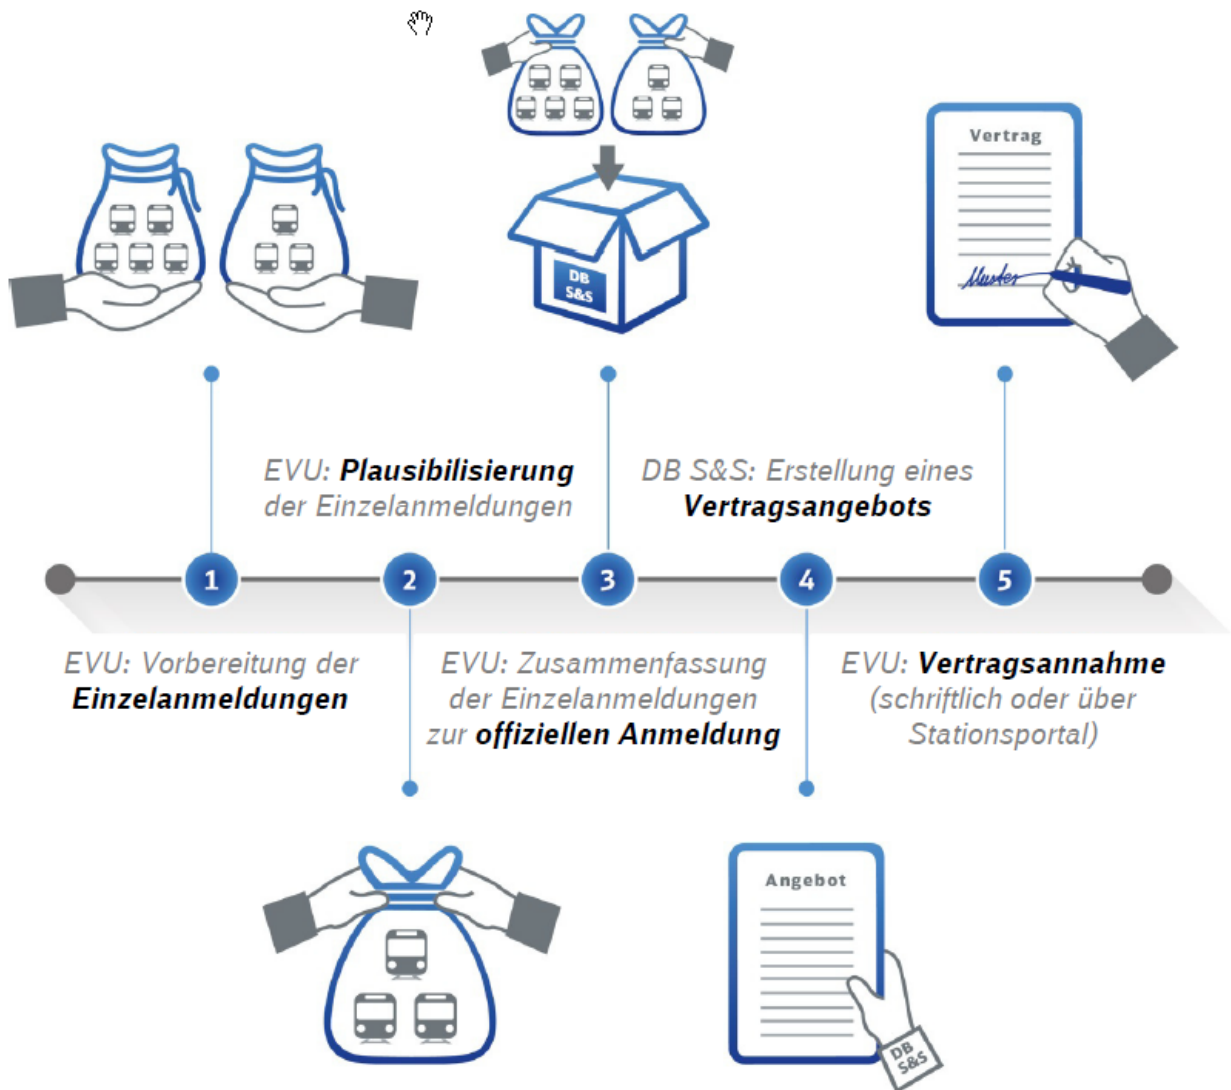 Vertrag
DB
S&S
Muster
EVU: Plausibilisierung
der Einzelanmeldungen
DB S&S: Erstellung eines
Vertragsangebots
1
2
3
4
5
EVU: Vorbereitung der
Einzelanmeldungen
EVU: Zusammenfassung
der Einzelanmeldungen
zur offiziellen Anmeldung
EVU: Vertragsannahme
(schriftlich oder über
Stationsportal)
Angebot
DB
S&S